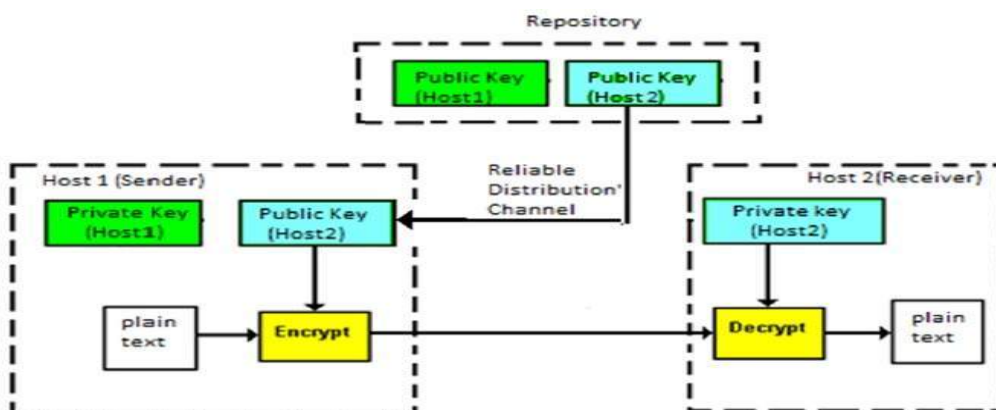 Repository
Public Key
(Host1)
Public Key
(Host2)
Reliable
Distribution'
Channel
Host 1 (Sender)
Private Key
(Host1)
Public Key
(Host2)
plain
text
Encrypt
Host 2(Receiver)
Private key
(Host2)
Decrypt
plain
text